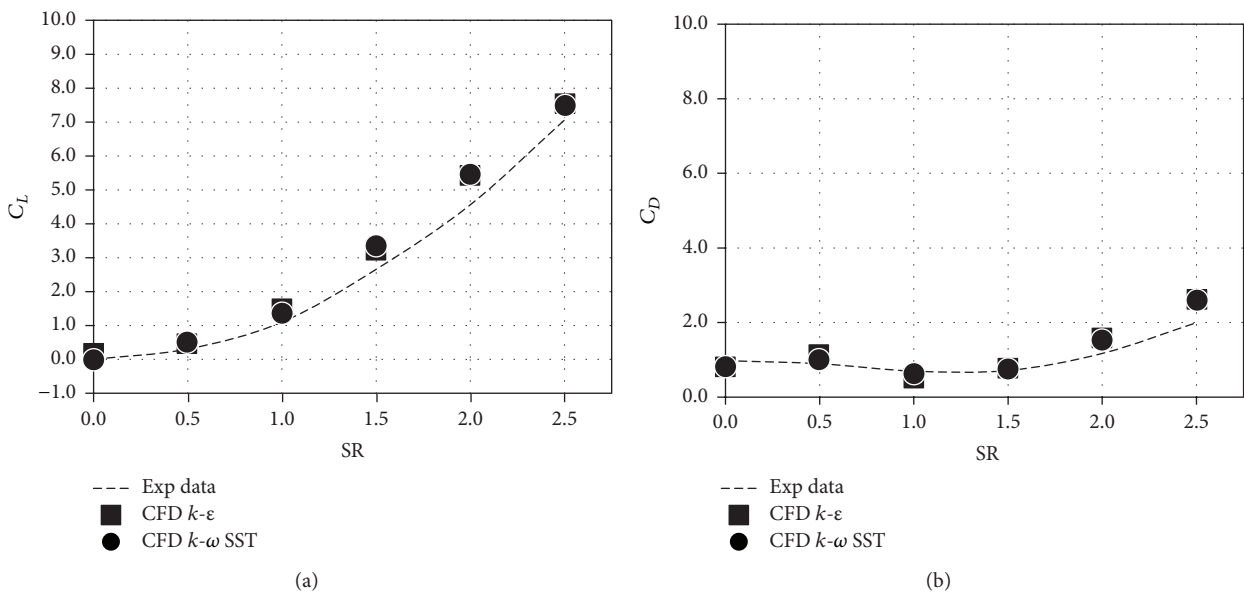 10.0
9.0
8.0
7.0
6.0
5.0
4.0
3.0
2.0
1.0
0.0
−1.0
C_L
0.0 0.5 1.0 1.5 2.0 2.5
SR
Exp data
CFD k-ε
CFD k-ω SST
(a)
10.0
8.0
6.0
4.0
2.0
0.0
C_D
0.0 0.5 1.0 1.5 2.0 2.5
SR
Exp data
CFD k-ε
CFD k-ω SST
(b)